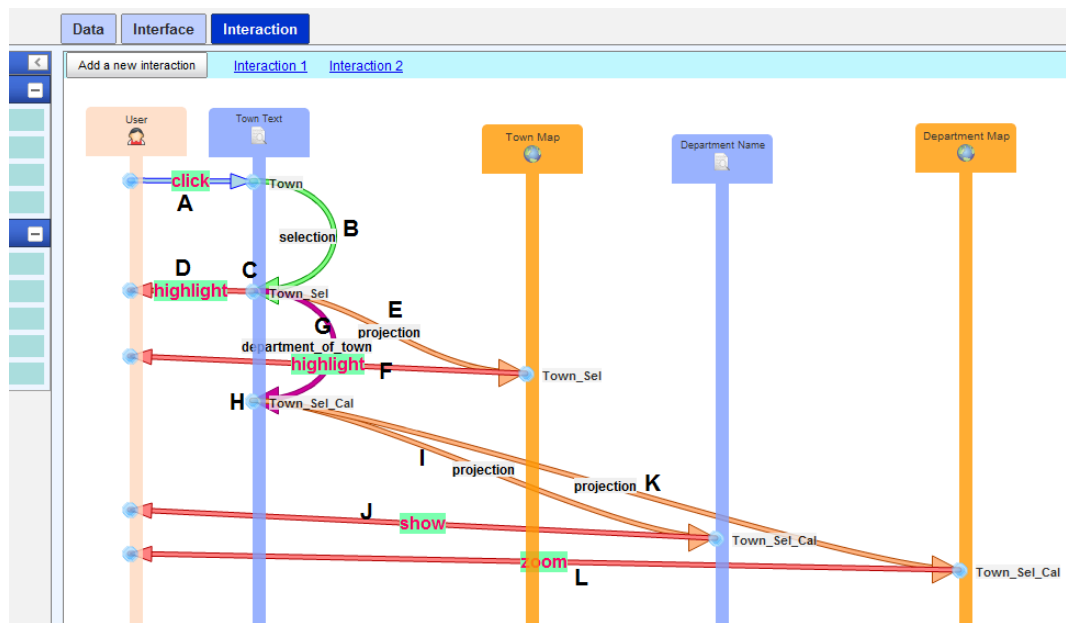 Data Interface Interaction
Add a new interaction Interaction 1 Interaction 2
User
Town Text
Town Map
Department Name
Department Map
click
Town
A
B
selection
D
C
highlight
Town_Sel
E
G
projection
department_of_town
highlight
F
Town_Sel
H
Town_Sel_Cal
I
projection
projection
K
J
show
Town_Sel_Cal
zoom
L
Town_Sel_Cal